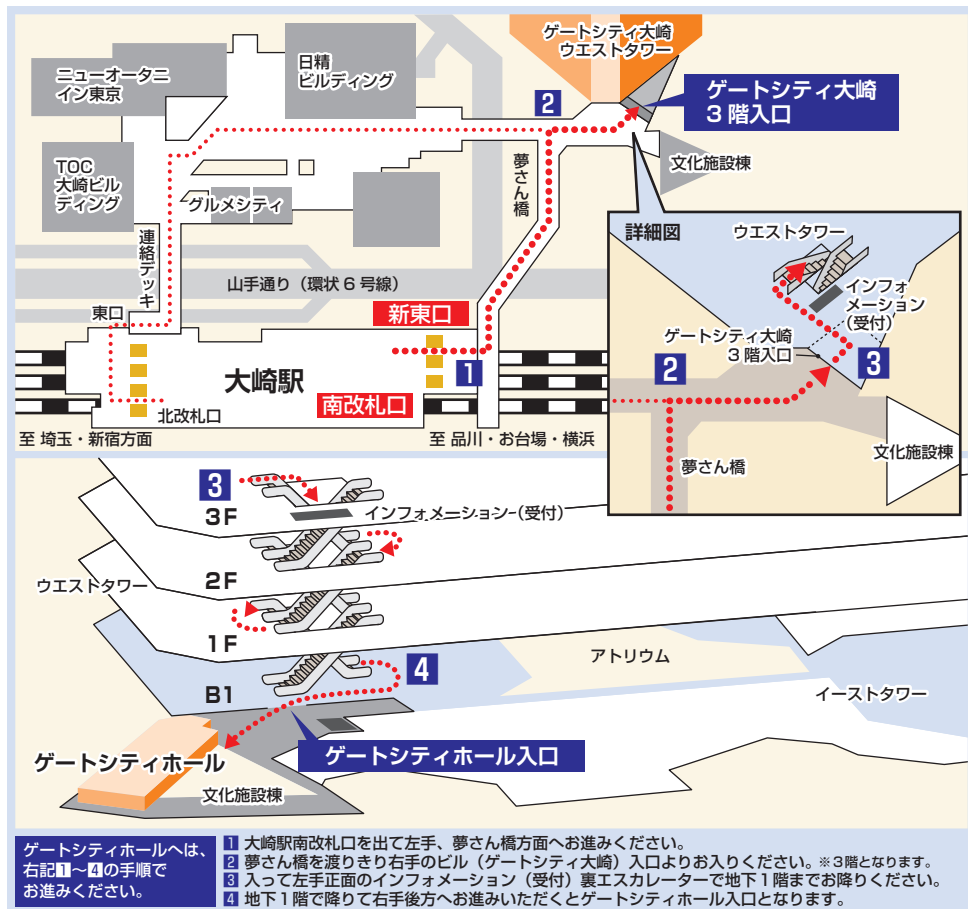 ゲートシティ大崎
ウエストタワー
日精
ビルディング
ニューオータニ
イン東京
2
ゲートシティ大崎
3階入口
TOC
大崎ビル
ディング
文化施設棟
夢さん橋
グルメシティ
詳細図
ウエストタワー
連絡デッキ
山手通り（環状6号線）
インフォ
メーション
（受付）
東口
新東口
ゲートシティ大崎
3階入口
1
2
3
大崎駅
南改札口
北改札口
至 埼玉・新宿方面
至 品川・お台場・横浜
文化施設棟
夢さん橋
3
3F
インフォメーション（受付）
2F
ウエストタワー
1F
アトリウム
4
B1
イーストタワー
ゲートシティホール
ゲートシティホール入口
文化施設棟
ゲートシティホールへは、
右記1〜4の手順で
お進みください。
1 大崎駅南改札口を出て左手、夢さん橋方面へお進みください。
2 夢さん橋を渡りきり右手のビル（ゲートシティ大崎）入口よりお入りください。※3階となります。
3 入って左手正面のインフォメーション（受付）裏エスカレーターで地下1階までお降りください。
4 地下1階で降りて右手後方へお進みいただくとゲートシティホール入口となります。